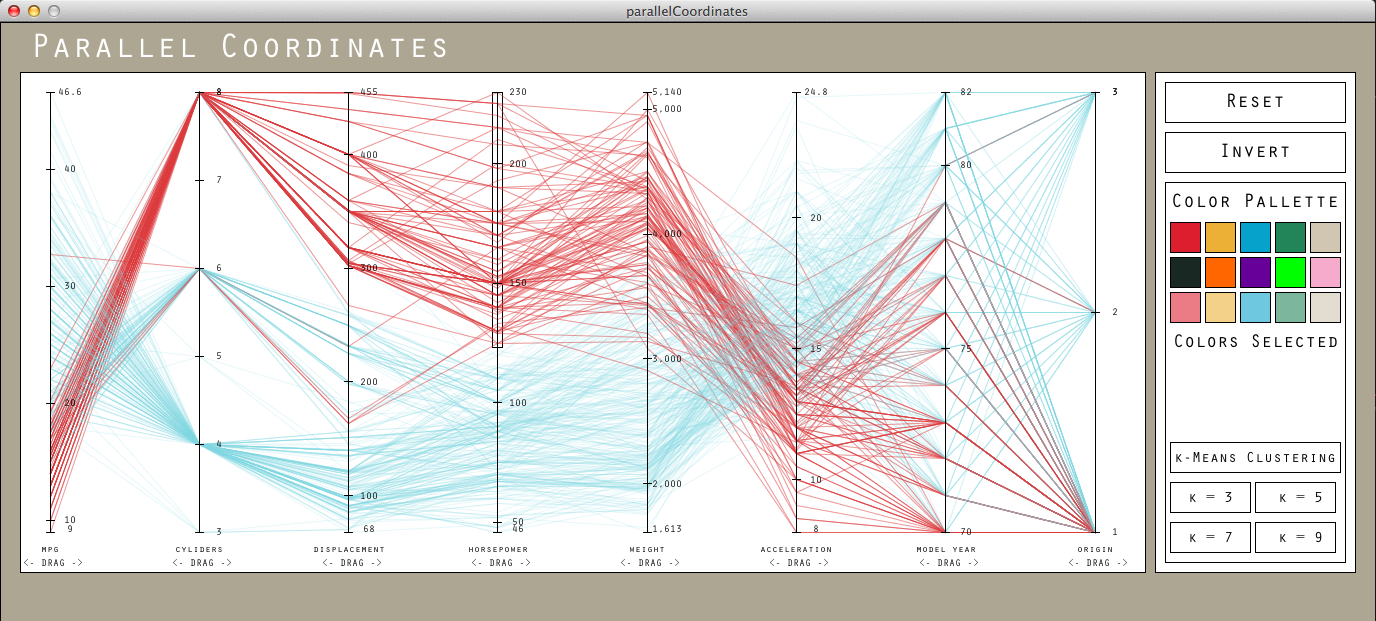 parallelCoordinates
Parallel Coordinates
46.6 8 455 230 5,140 24.8 82 3
5,000
40 400 200 80
7 20
4,000 2
6 300 150
30
5 15 75
3,000
200
20 100
4 10
2,000
100
10 50
9 3 68 46 1,613 8 70 1
MPG CYLIDERS DISPLACEMENT HORSEPOWER WEIGHT ACCELERATION MODEL YEAR ORIGIN
<- DRAG -> <- DRAG -> <- DRAG -> <- DRAG -> <- DRAG -> <- DRAG -> <- DRAG -> <- DRAG ->
Reset
Invert
Color Pallette
Colors Selected
k-Means Clustering
k = 3 k = 5
k = 7 k = 9